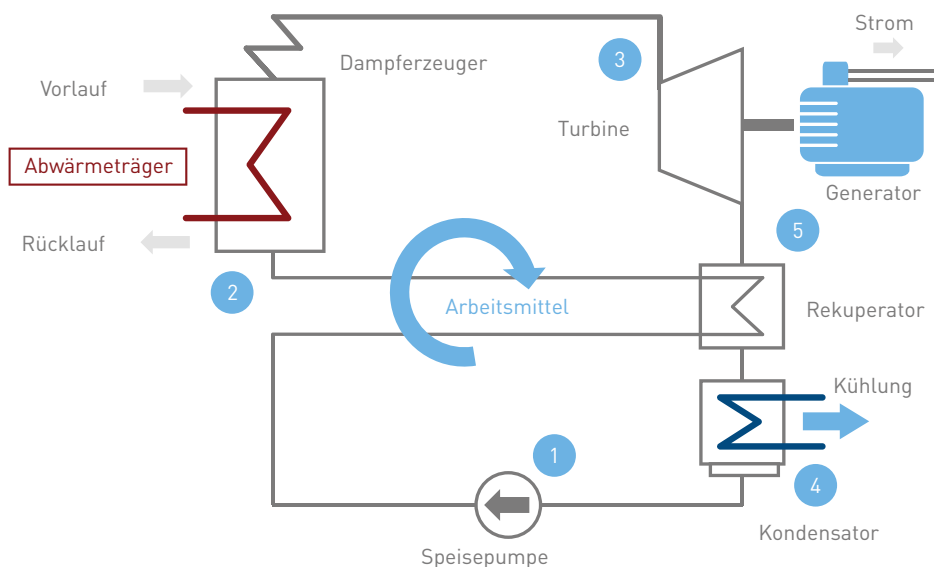 Strom
Dampferzeuger
3
Vorlauf
Turbine
Abwärmeträger
Generator
Rücklauf
5
2
Arbeitsmittel
Rekuperator
Kühlung
1
4
Kondensator
Speisepumpe